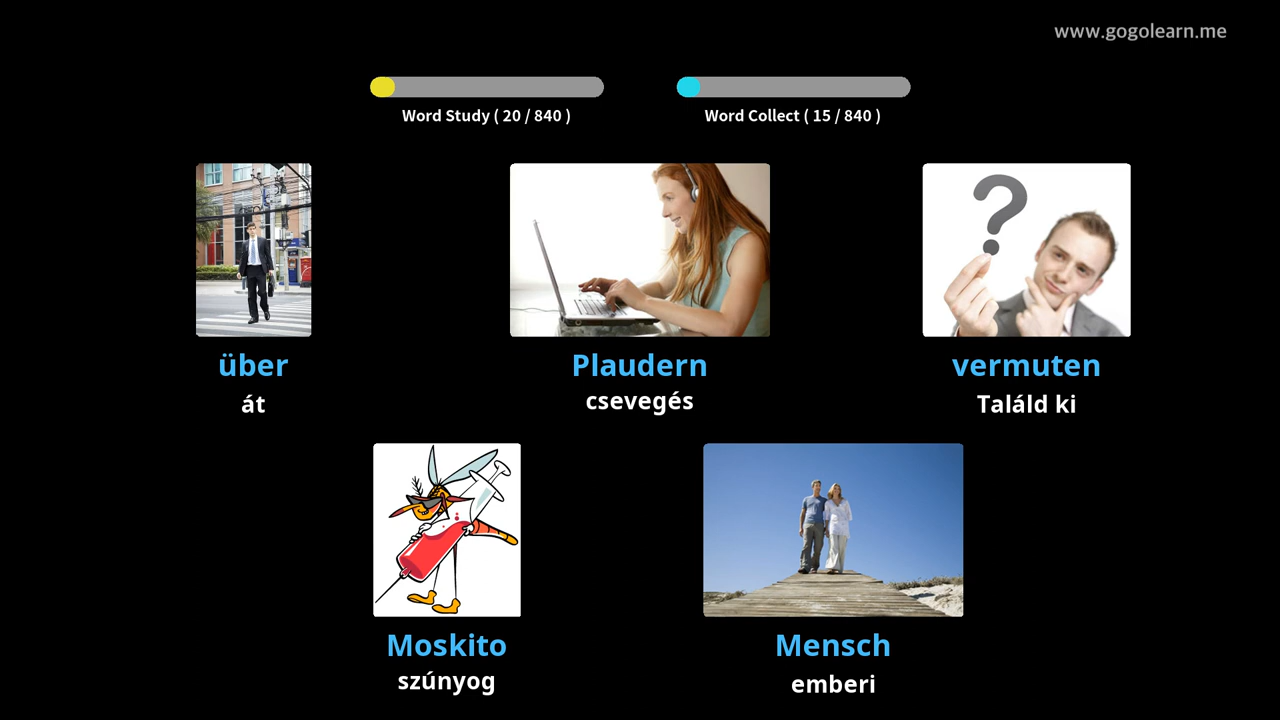 www.gogolearn.me
Word Study ( 20 / 840 )
Word Collect ( 15 / 840 )
über
Plaudern
vermuten
át
csevegés
Találd ki
?
Moskito
Mensch
szúnyog
emberi